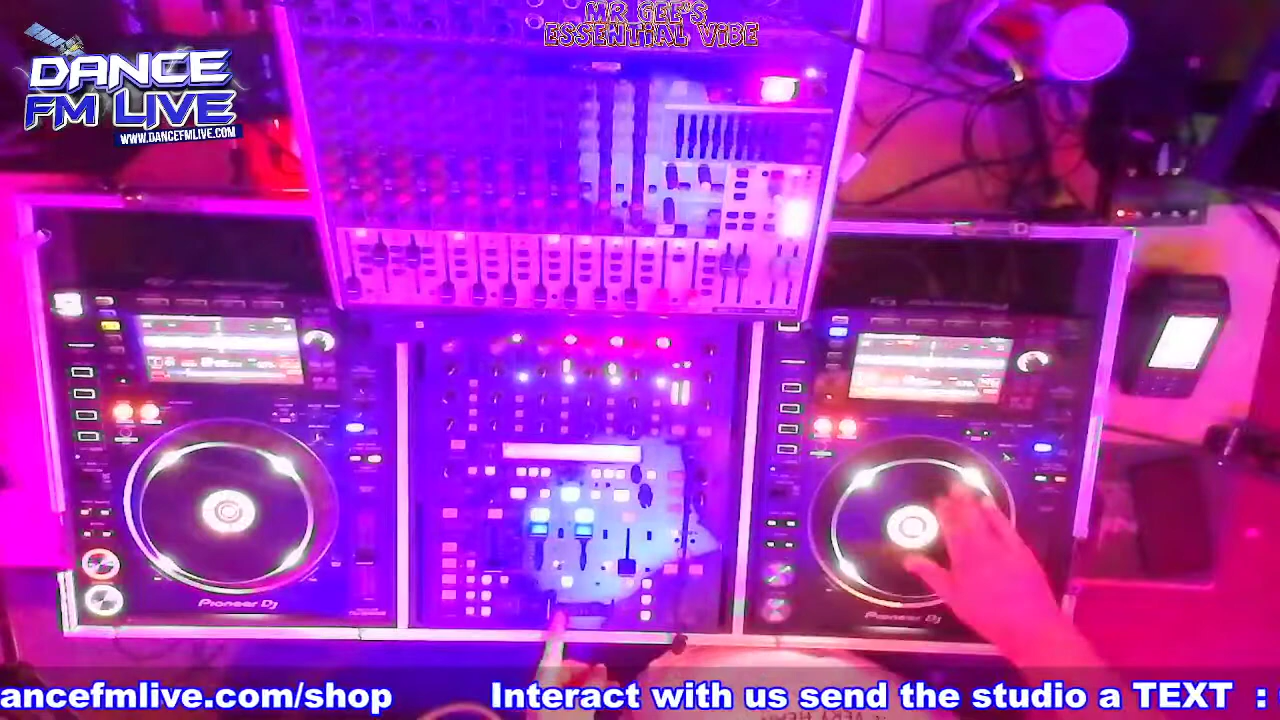 MR GEE'S
ESSENTIAL VIBE
DANCE
FM LIVE
WWW.DANCEFMLIVE.COM
Pioneer Dj
Pioneer Dj
ancefmlive.com/shop Interact with us send the studio a TEXT :